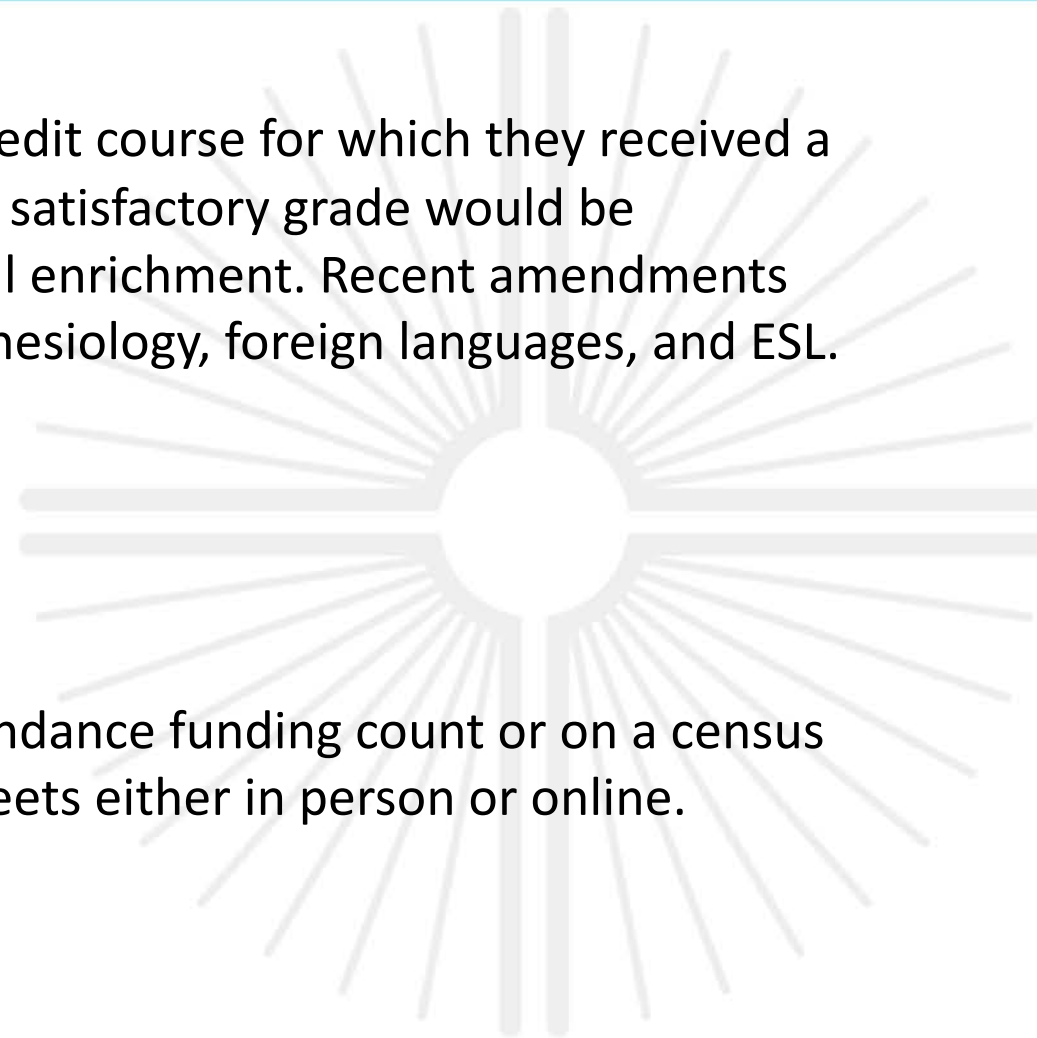 edit course for which they received a
satisfactory grade would be
l enrichment. Recent amendments
nesiology, foreign languages, and ESL.
ndance funding count or on a census
eets either in person or online.